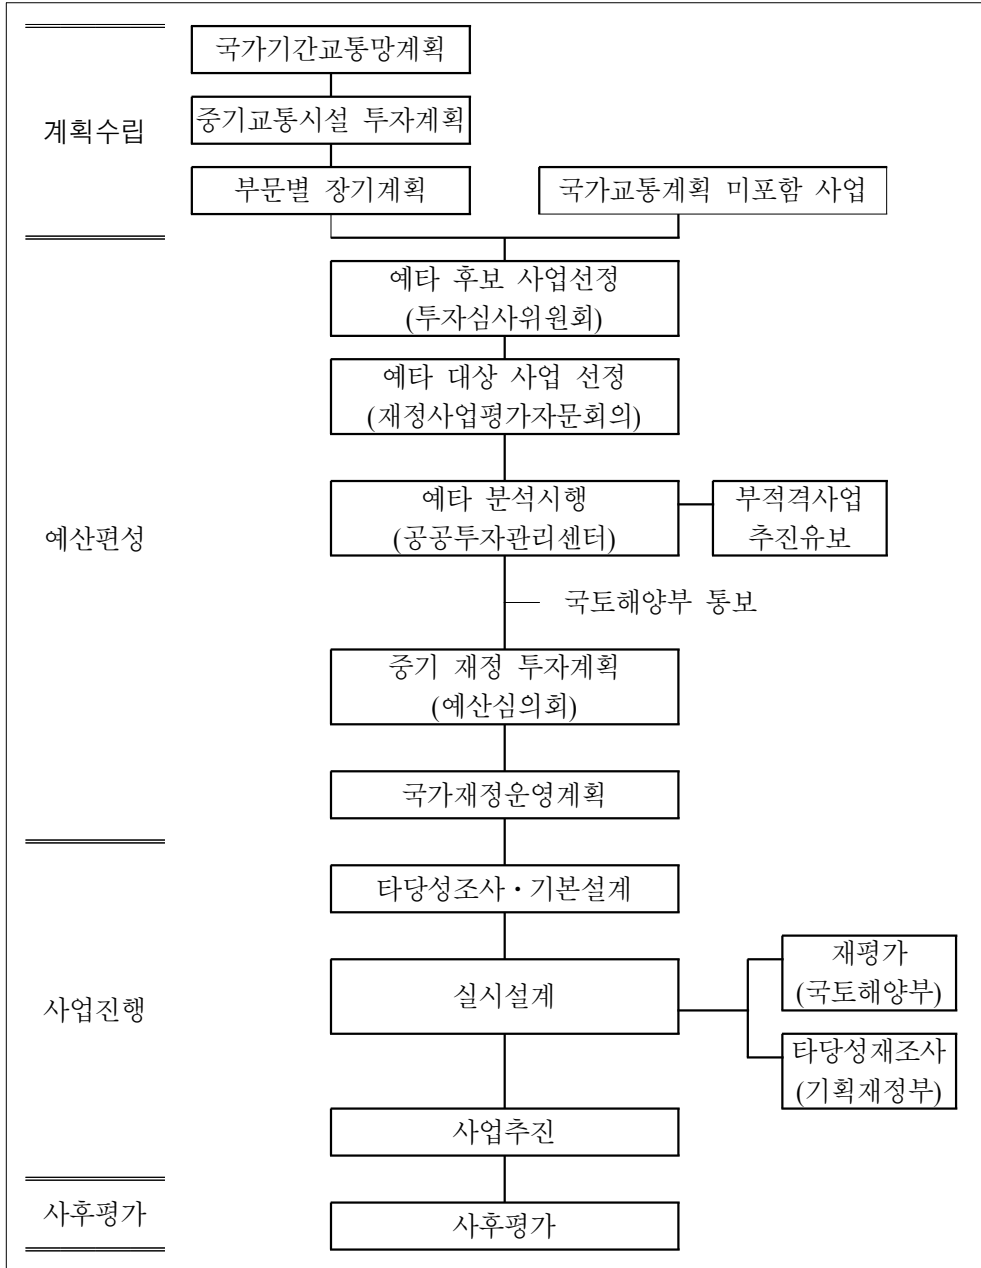 국가기간교통망계획
중기교통시설 투자계획
계획수립
부문별 장기계획
국가교통계획 미포함 사업
예타 후보 사업선정
(투자심사위원회)
예타 대상 사업 선정
(재정사업평가자문회의)
예산편성
예타 분석시행
(공공투자관리센터)
부적격사업
추진유보
국토해양부 통보
중기 재정 투자계획
(예산심의회)
국가재정운영계획
타당성조사·기본설계
사업진행
실시설계
재평가
(국토해양부)
타당성재조사
(기획재정부)
사업추진
사후평가
사후평가